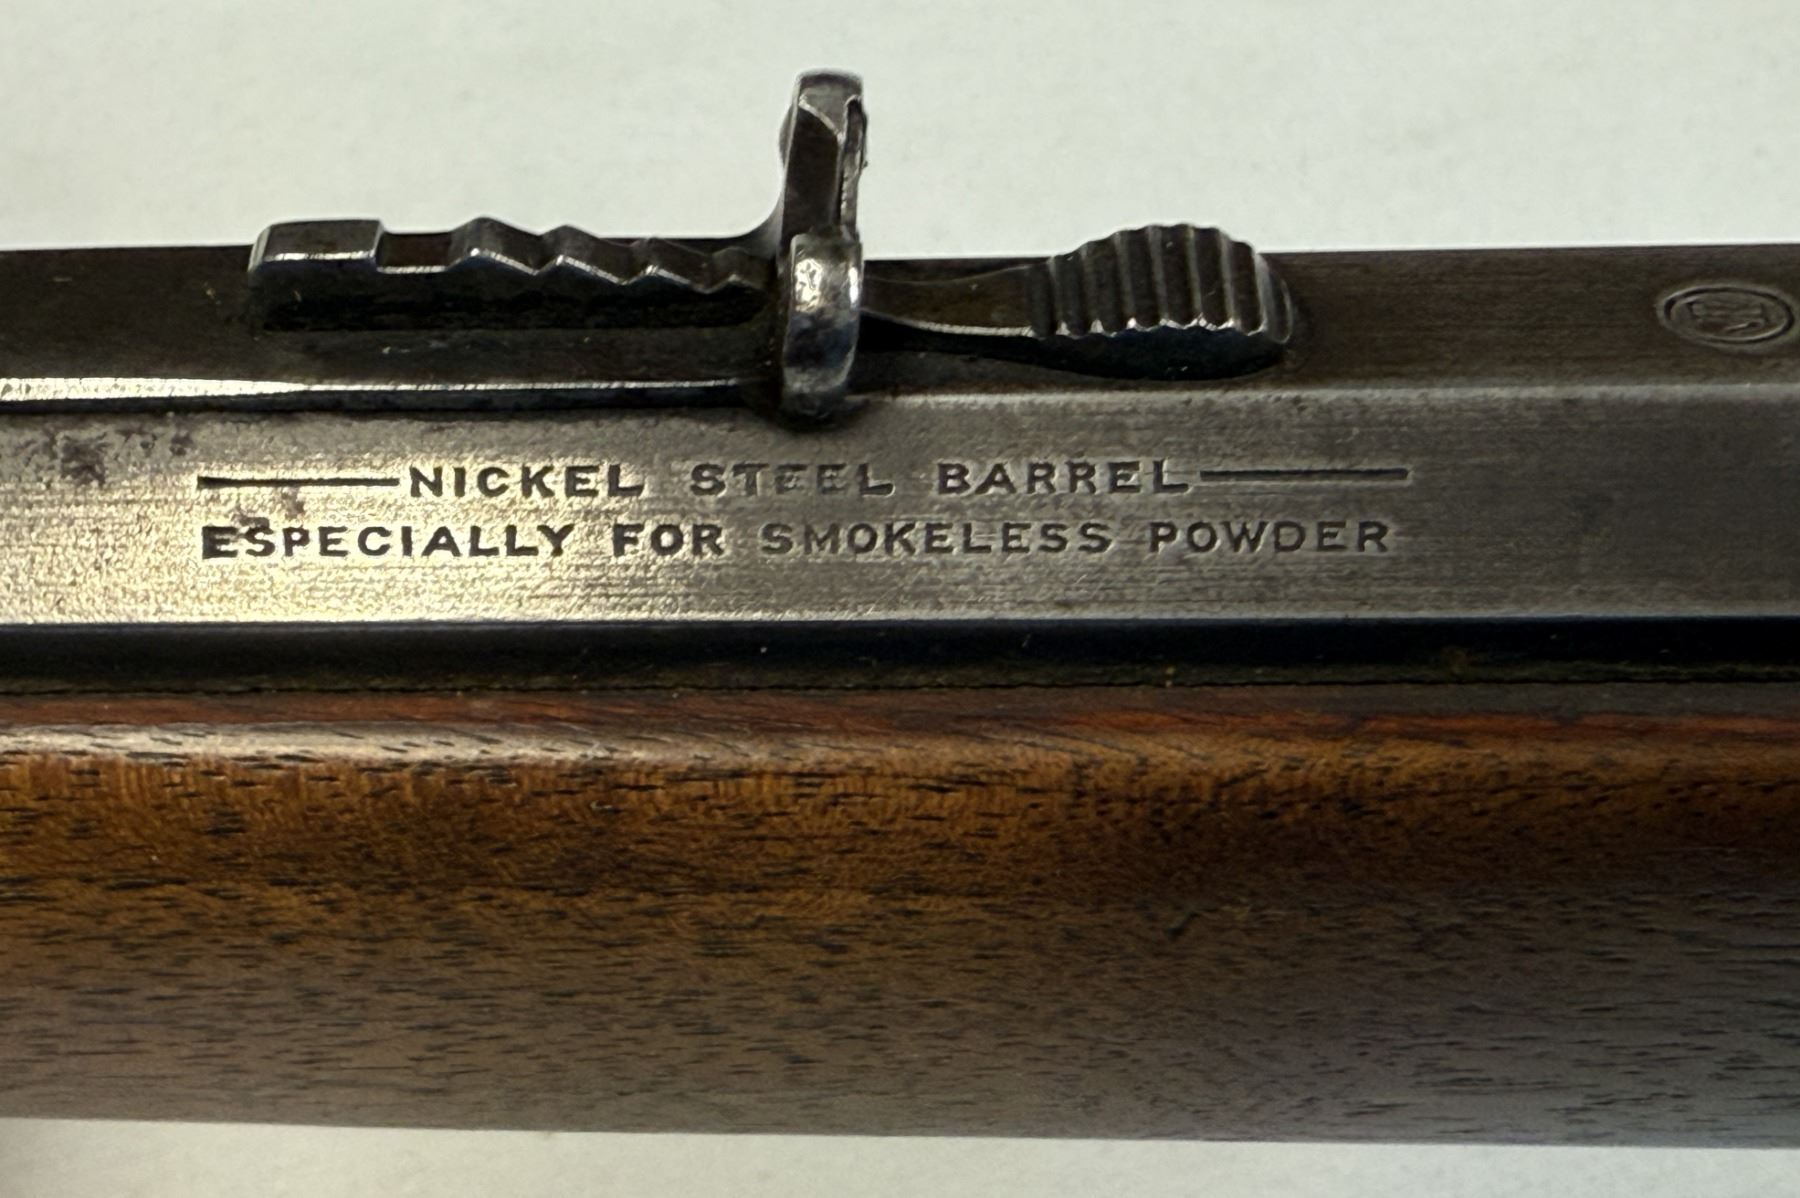 NICKEL STEEL BARREL
ESPECIALLY FOR SMOKELESS POWDER